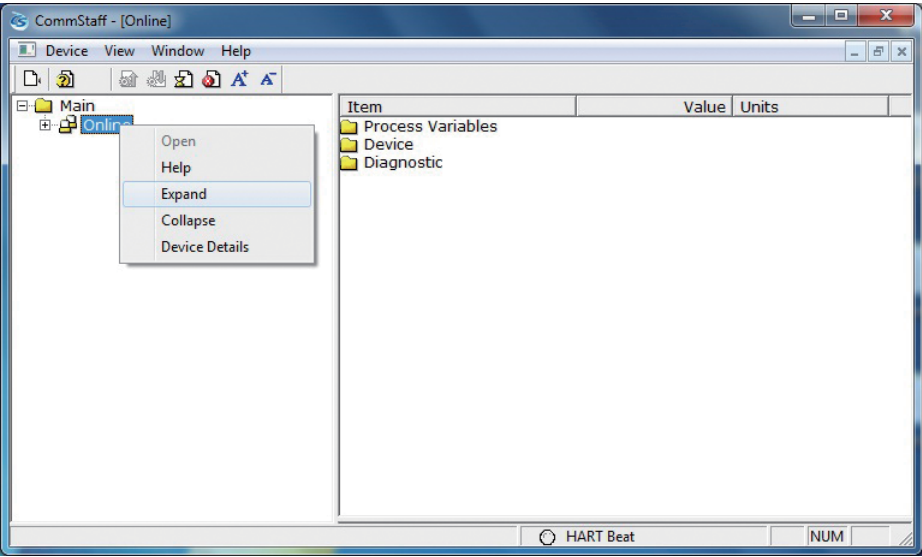 CommStaff - [Online]
Device View Window Help
Main
Online
Open
Help
Expand
Collapse
Device Details
Item Value Units
Process Variables
Device
Diagnostic
HART Beat NUM